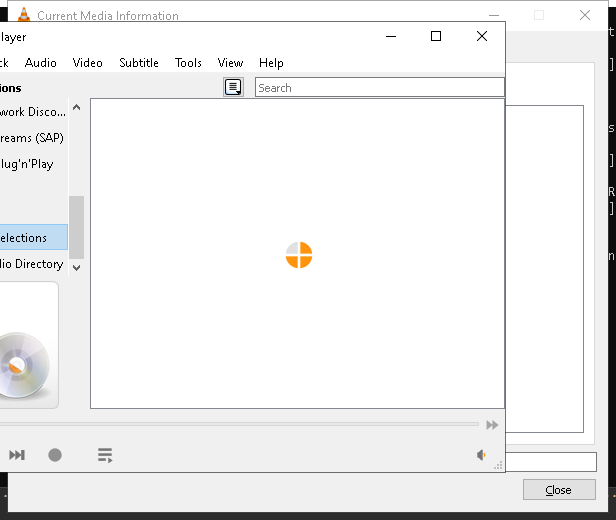 Current Media Information
layer
ck Audio Video Subtitle Tools View Help
ions
Search
work Disco...
reams (SAP)
lug'n'Play
elections
lio Directory
Close
t
]
s
]
R
]
n